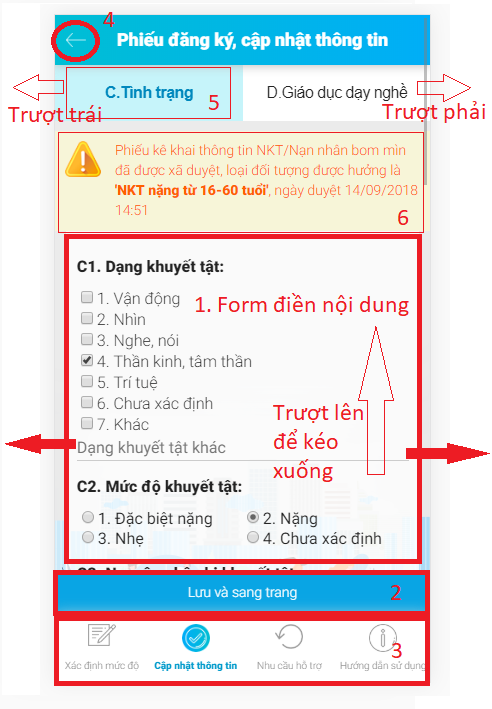 4
Phiếu đăng ký, cập nhật thông tin
C.Tình trạng
5
D.Giáo dục dạy nghề
Trượt trái
Trượt phải
Phiếu kê khai thông tin NKT/Nạn nhân bom mìn
đã được xã duyệt, loại đối tượng được hưởng là
'NKT nặng từ 16-60 tuổi', ngày duyệt 14/09/2018
14:51
6
C1. Dạng khuyết tật:
1. Vận động
1. Form điền nội dung
2. Nhìn
3. Nghe, nói
4. Thần kinh, tâm thần
5. Trí tuệ
6. Chưa xác định
7. Khác
Trượt lên
để kéo
xuống
Dạng khuyết tật khác
C2. Mức độ khuyết tật:
1. Đặc biệt nặng
2. Nặng
3. Nhẹ
4. Chưa xác định
Lưu và sang trang
2
Xác định mức độ
Cập nhật thông tin
Nhu cầu hỗ trợ
Hướng dẫn sử dụng
3